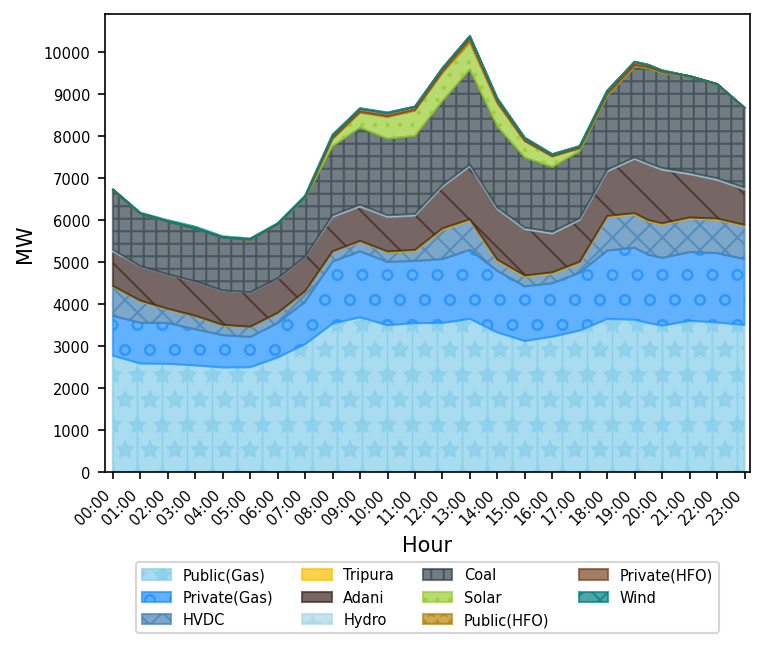 10000
9000
8000
7000
6000
5000
4000
3000
2000
1000
0
MW
00:00 01:00 02:00 03:00 04:00 05:00 06:00 07:00 08:00 09:00 10:00 11:00 12:00 13:00 14:00 15:00 16:00 17:00 18:00 19:00 20:00 21:00 22:00 23:00
Hour
Public(Gas) Tripura Coal Private(HFO)
Private(Gas) Adani Solar Wind
HVDC Hydro Public(HFO)